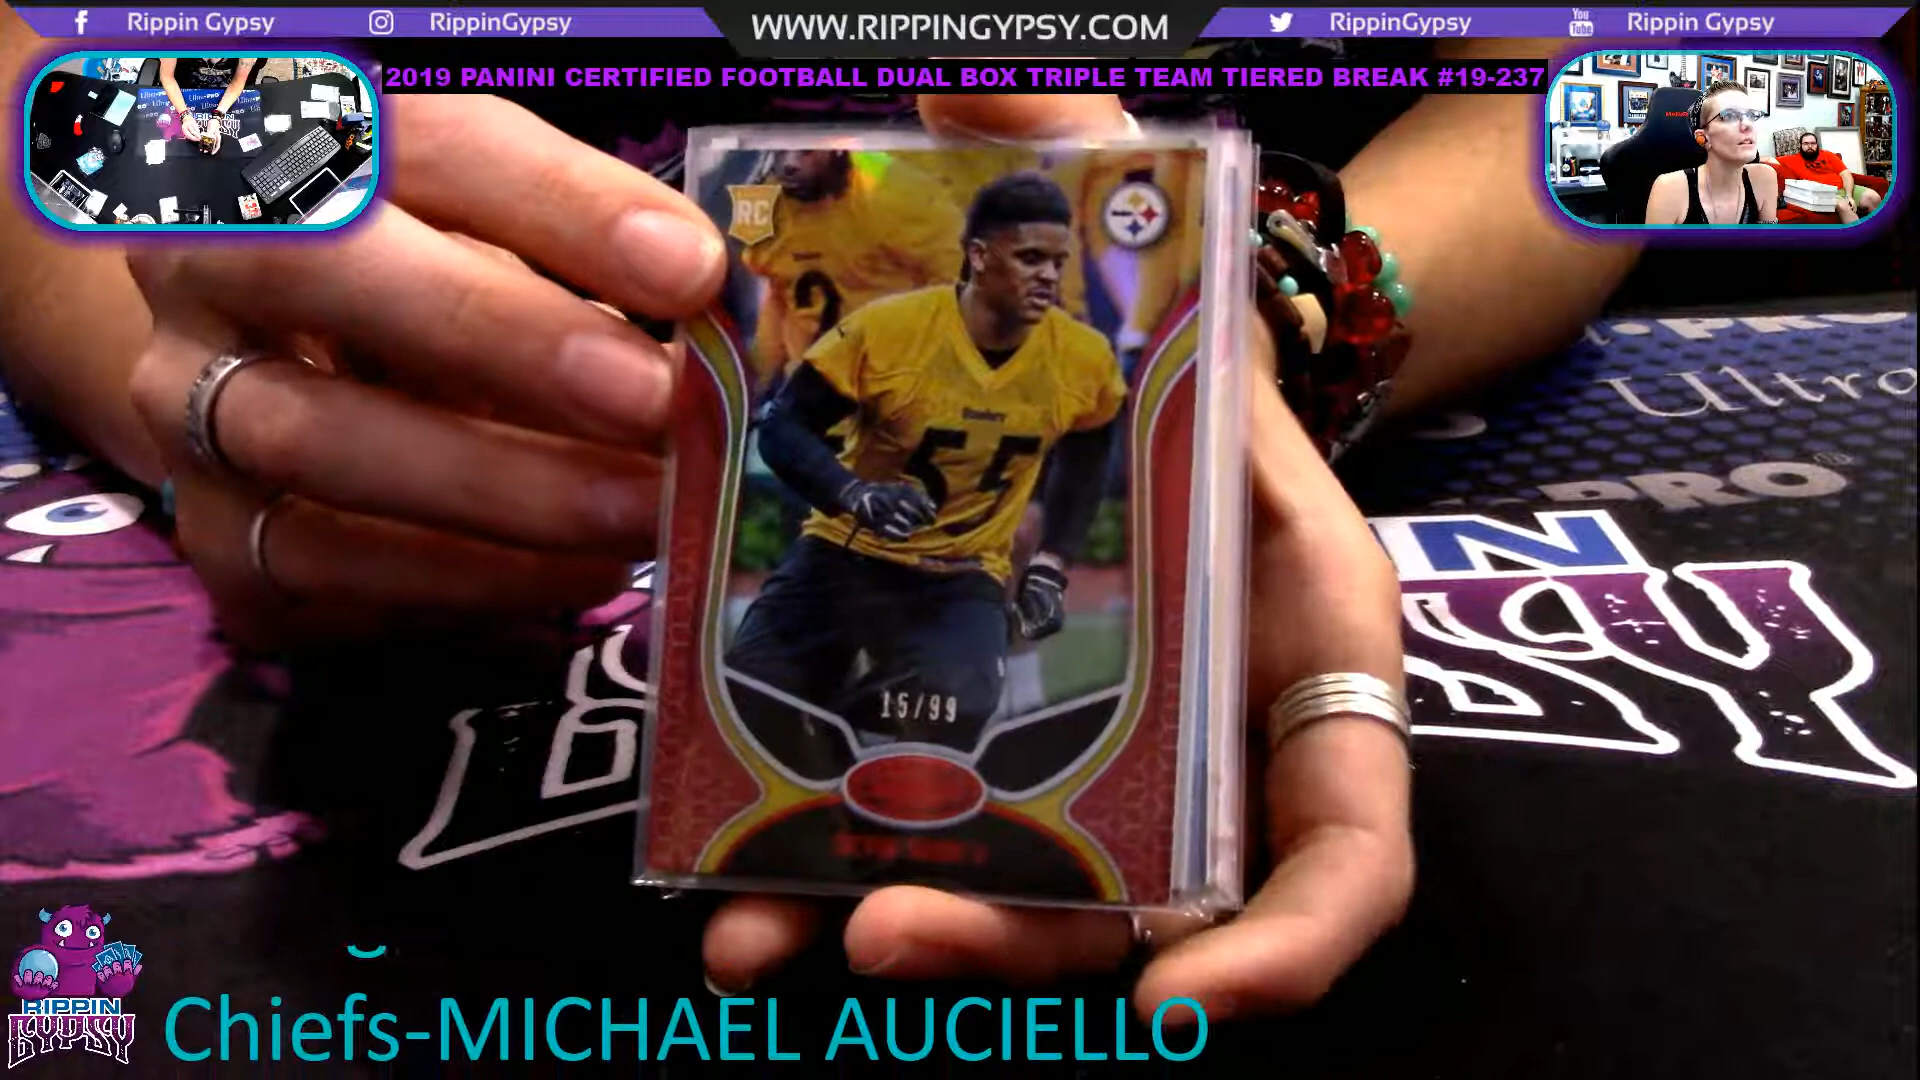 Rippin Gypsy
RippinGypsy
WWW.RIPPINGYPSY.COM
RippinGypsy
You
Tube
Rippin Gypsy
2019 PANINI CERTIFIED FOOTBALL DUAL BOX TRIPLE TEAM TIERED BREAK #19-237
RC
Steelers
55
15/99
Ultra
PRO
RIPPIN
GYPSY
Chiefs-MICHAEL AUCIELLO